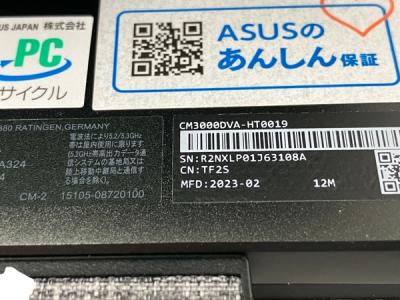 US JAPAN 株式会社
PC
サイクル
ASUSの
あんしん保証
880 RATINGEN,GERMANY
電波法により5.2/5.3GHz
帯は屋内使用に限ります
(5.2GHz帯高出力データ通
信システムの基地局又は
陸上移動中継局と通信す
る場合を除く)
A324
4
CM-2 15105-08720100
CM3000DVA-HT0019
SN:R2NXLP01J63108A
CN:TF2S
MFD:2023-02 12M